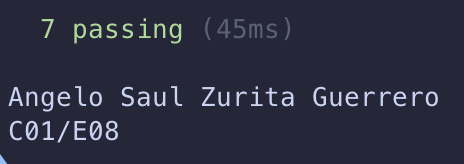 7 passing (45ms)
Angelo Saul Zurita Guerrero
C01/E08